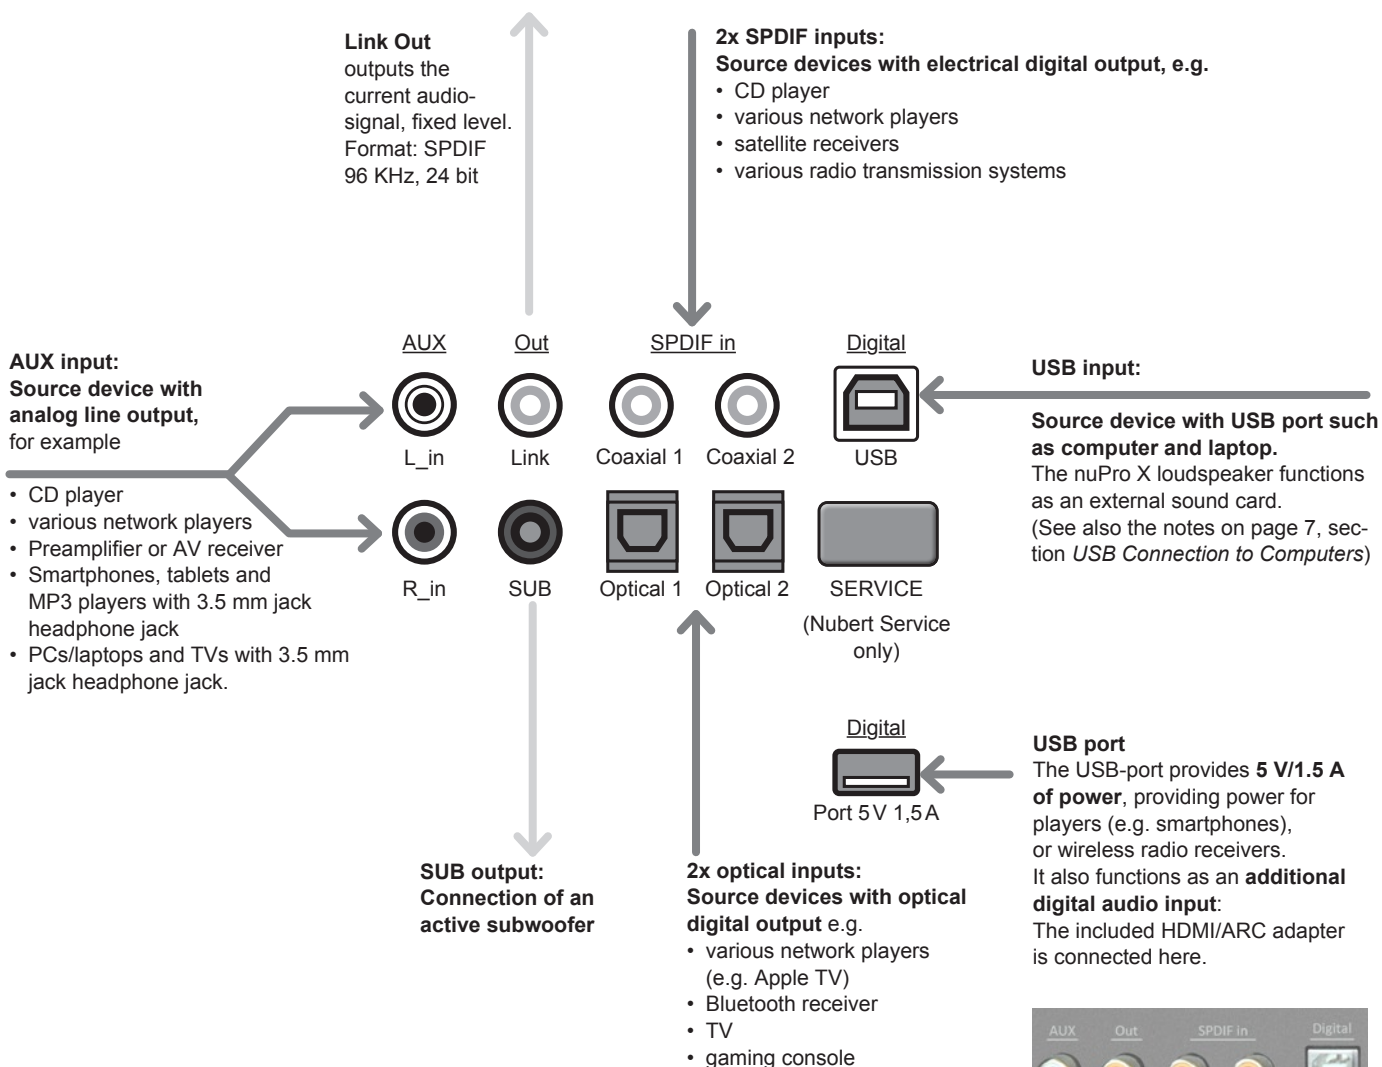 Link Out
outputs the
current audio-
signal, fixed level.
Format: SPDIF
96 KHz, 24 bit
2x SPDIF inputs:
Source devices with electrical digital output, e.g.
• CD player
• various network players
• satellite receivers
• various radio transmission systems
AUX input:
Source device with
analog line output,
for example
• CD player
• various network players
• Preamplifier or AV receiver
• Smartphones, tablets and
MP3 players with 3.5 mm jack
headphone jack
• PCs/laptops and TVs with 3.5 mm
jack headphone jack.
AUX Out SPDIF in Digital
L_in Link Coaxial 1 Coaxial 2 USB
R_in SUB Optical 1 Optical 2 SERVICE
(Nubert Service
only)
USB input:
Source device with USB port such
as computer and laptop.
The nuPro X loudspeaker functions
as an external sound card.
(See also the notes on page 7, sec-
tion USB Connection to Computers)
Digital
Port 5 V 1,5 A
USB port
The USB-port provides 5 V/1.5 A
of power, providing power for
players (e.g. smartphones),
or wireless radio receivers.
It also functions as an additional
digital audio input:
The included HDMI/ARC adapter
is connected here.
SUB output:
Connection of an
active subwoofer
2x optical inputs:
Source devices with optical
digital output e.g.
• various network players
(e.g. Apple TV)
• Bluetooth receiver
• TV
• gaming console
AUX Out SPDIF in Digital